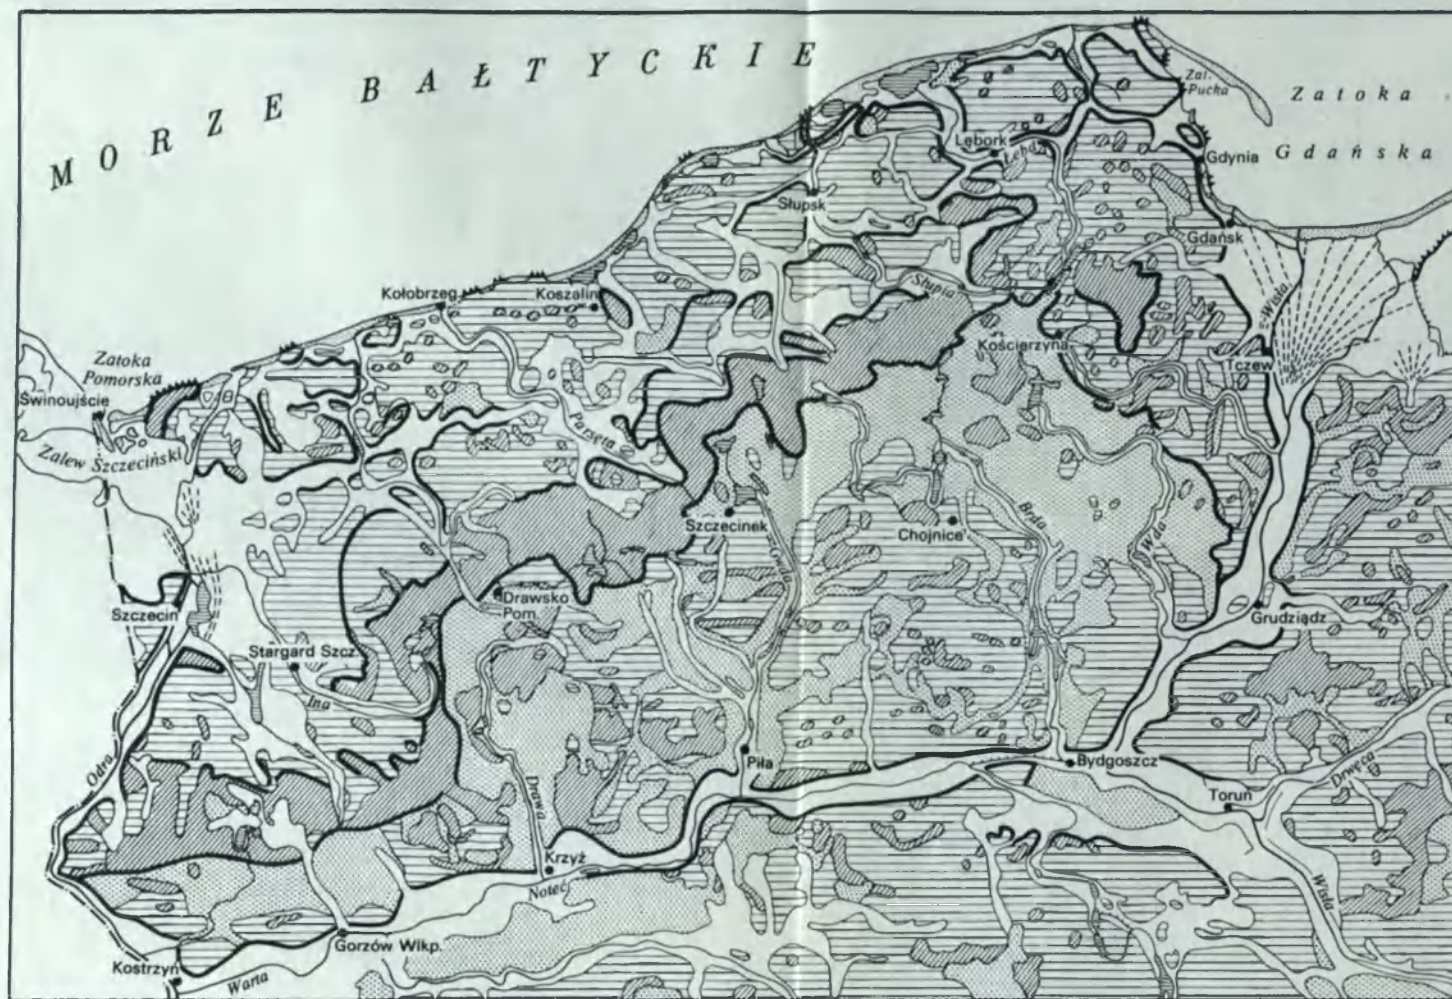 MORZE BAŁTYCKIE
Zat.
Pucka
Zatoka
Gdańska
Lębork
Łeba
Gdynia
Słupsk
Gdańsk
Słupia
Kołobrzeg
Koszalin
Wisła
Kościerzyna
Tczew
Zatoka
Pomorska
Świnoujście
Zalew Szczeciński
Parsęta
Szczecinek
Gwda
Chojnice
Brda
Wda
Drawsko
Pom.
Szczecin
Grudziądz
Stargard Szcz.
Ina
Odra
Piła
Bydgoszcz
Drwęca
Toruń
Drawa
Krzyż
Noteć
Wisła
Gorzów Wlkp.
Kostrzyń
Warta